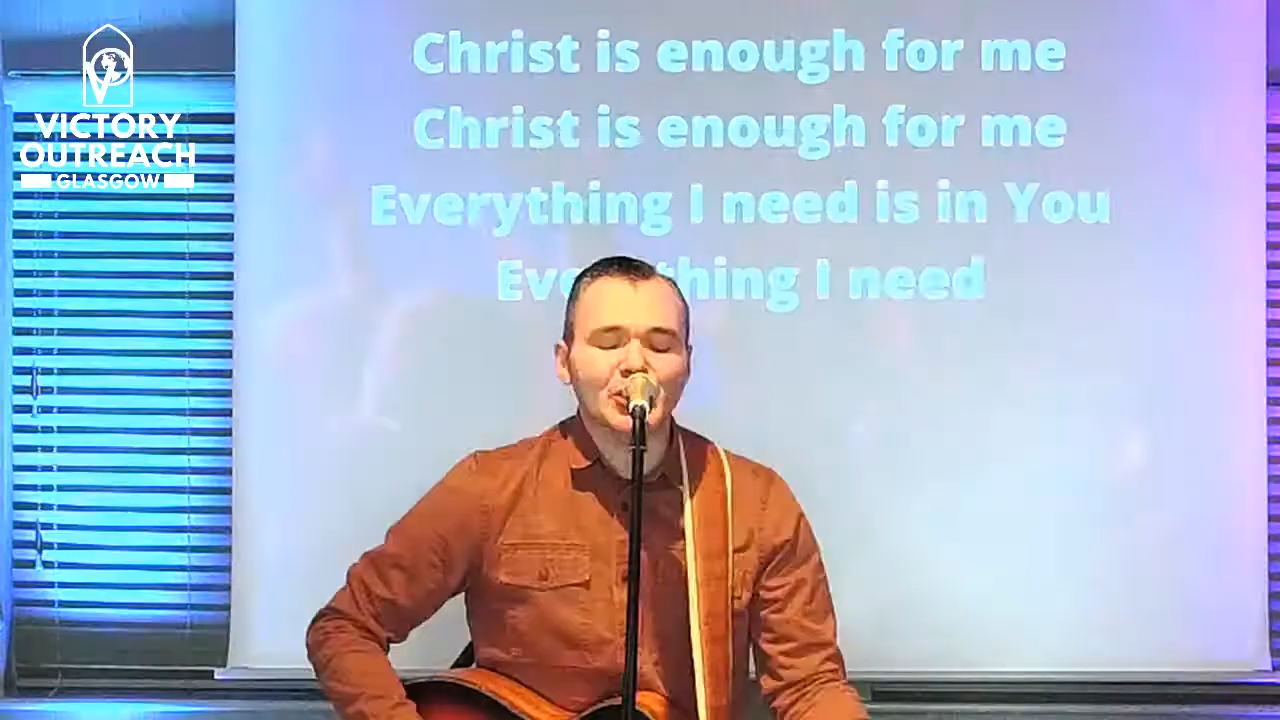 VICTORY
OUTREACH
GLASGOW
Christ is enough for me
Christ is enough for me
Everything I need is in You
Everything I need